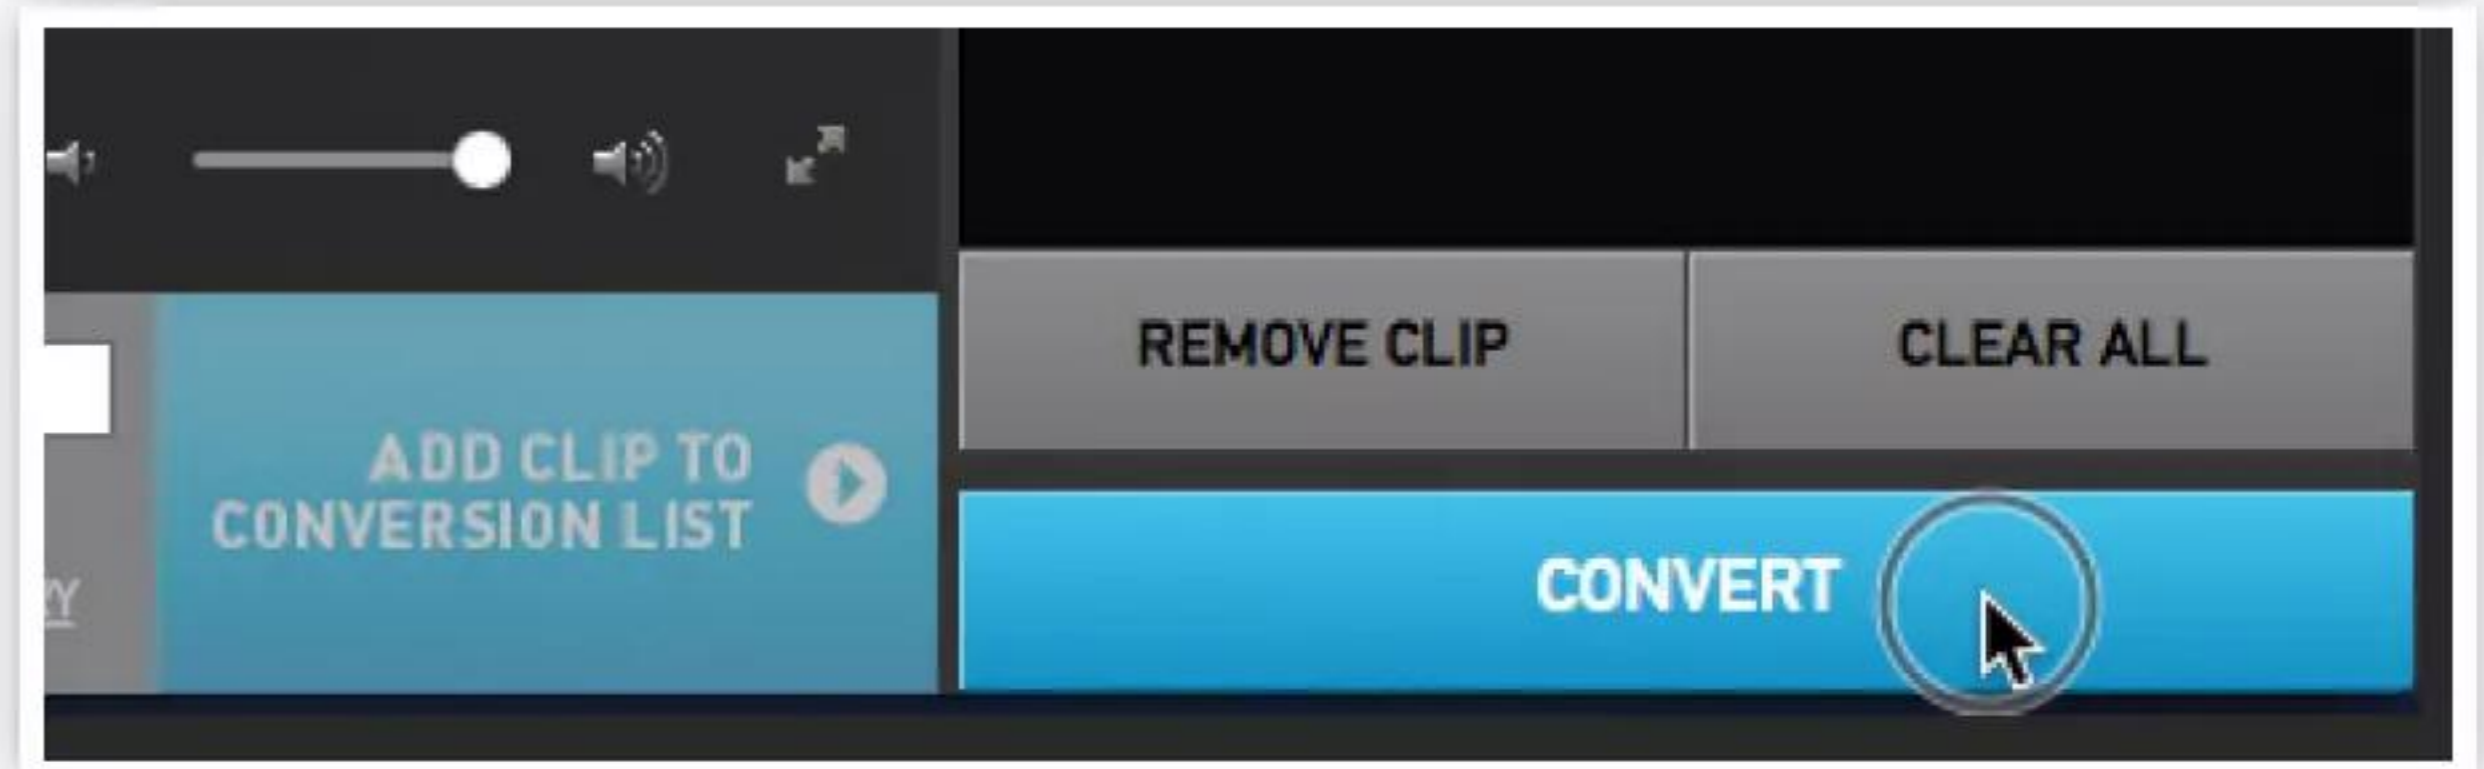 REMOVE CLIP
CLEAR ALL
ADD CLIP TO
CONVERSION LIST
CONVERT